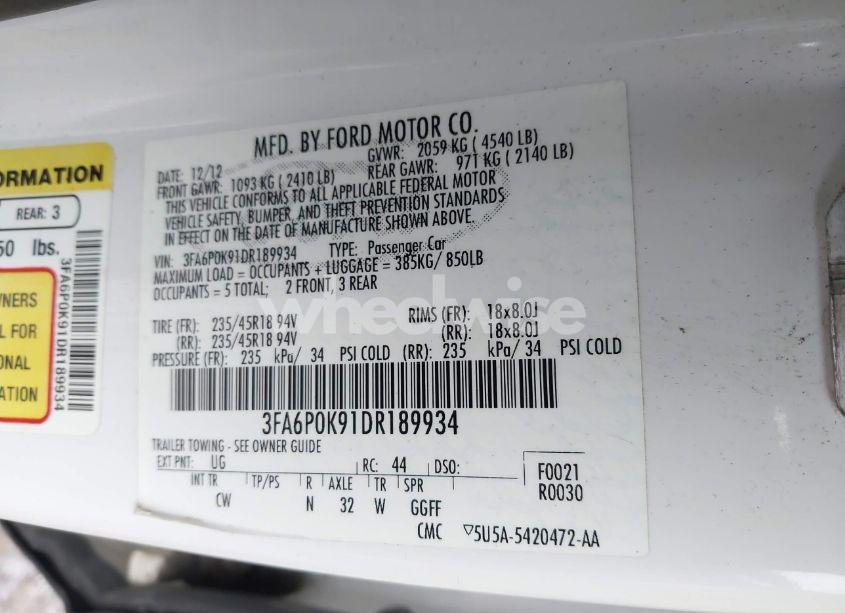 ORMATION
REAR: 3
50 lbs.
WNERS
L FOR
ONAL
ATION
3FA6P0K91DR189934
MFD. BY FORD MOTOR CO.
DATE: 12/12 GVWR: 2059 KG ( 4540 LB)
FRONT GAWR: 1093 KG ( 2410 LB) REAR GAWR: 971 KG ( 2140 LB)
THIS VEHICLE CONFORMS TO ALL APPLICABLE FEDERAL MOTOR
VEHICLE SAFETY, BUMPER, AND THEFT PREVENTION STANDARDS
IN EFFECT ON THE DATE OF MANUFACTURE SHOWN ABOVE.
VIN: 3FA6P0K91DR189934 TYPE: Passenger Car
MAXIMUM LOAD = OCCUPANTS + LUGGAGE = 385KG/ 850LB
OCCUPANTS = 5 TOTAL; 2 FRONT, 3 REAR
wheelwise
TIRE (FR): 235/45R18 94V RIMS (FR): 18x8.0J
(RR): 235/45R18 94V (RR): 18x8.0J
PRESSURE (FR): 235 kPa/ 34 PSI COLD (RR): 235 kPa/ 34 PSI COLD
3FA6P0K91DR189934
TRAILER TOWING - SEE OWNER GUIDE
EXT PNT: UG RC: 44 DSO: F0021
INT TR TP/PS R AXLE TR SPR R0030
CW N 32 W GGFF
CMC ▽5U5A-5420472-AA